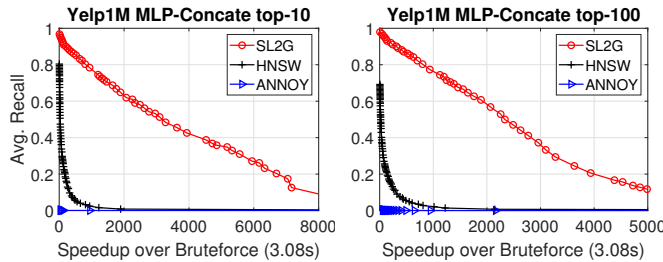 Yelp1M MLP-Concate top-10
Avg. Recall
1
0.8
0.6
0.4
0.2
0
0 2000 4000 6000 8000
SL2G
HNSW
ANNOY
Speedup over Bruteforce (3.08s)
Yelp1M MLP-Concate top-100
1
0.8
0.6
0.4
0.2
0
0 1000 2000 3000 4000 5000
SL2G
HNSW
ANNOY
Speedup over Bruteforce (3.08s)